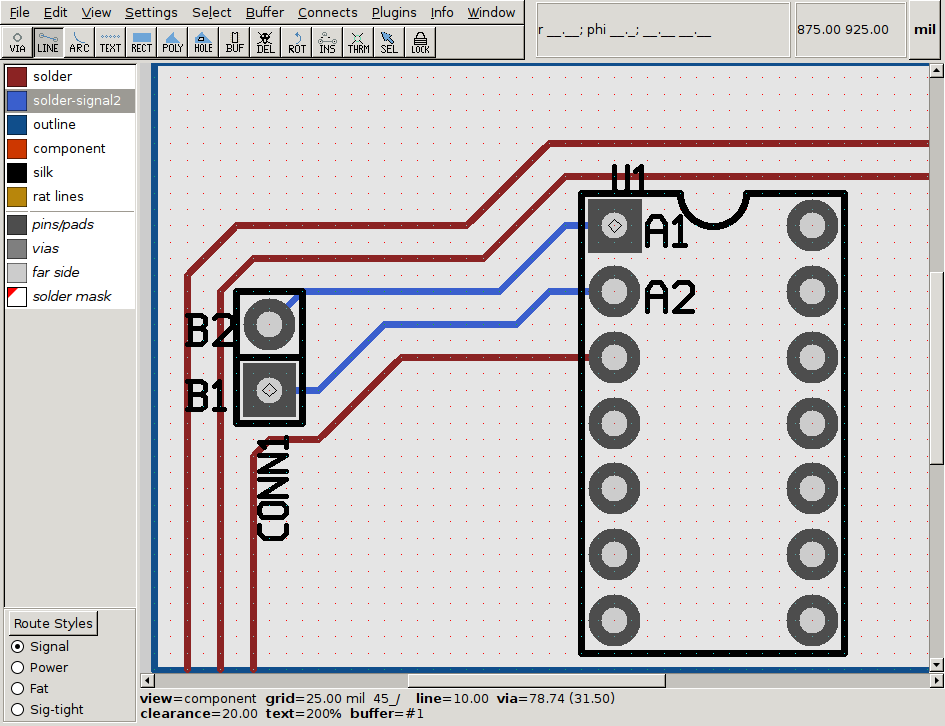 File Edit View Settings Select Buffer Connects Plugins Info Window
r __.__; phi __._; __.__ __.__
875.00 925.00
mil
VIA LINE ARC TEXT RECT POLY HOLE BUF DEL ROT INS THRM SEL LOCK
solder
solder-signal2
outline
component
silk
rat lines
pins/pads
vias
far side
solder mask
U1
A1
A2
B2
B1
CONN1
Route Styles
Signal
Power
Fat
Sig-tight
view=component grid=25.00 mil 45_/ line=10.00 via=78.74 (31.50)
clearance=20.00 text=200% buffer=#1